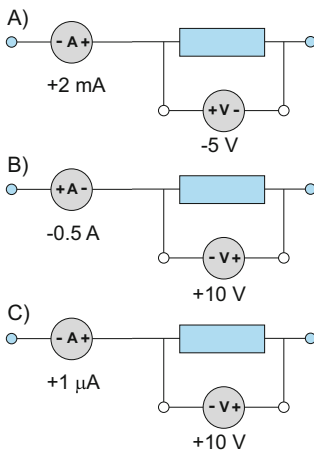 A)
- A +
+2 mA
+ V -
-5 V
B)
+ A -
-0.5 A
- V +
+10 V
C)
- A +
+1 μA
- V +
+10 V